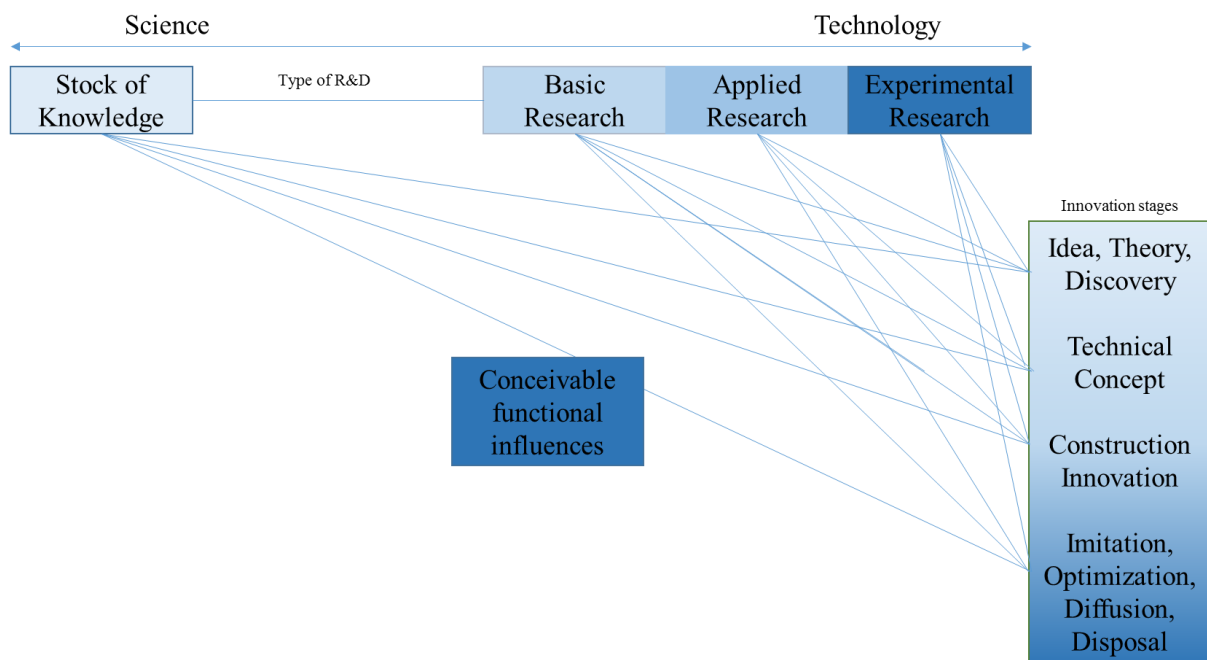 Science
Technology
Stock of
Knowledge
Type of R&D
Basic
Research
Applied
Research
Experimental
Research
Innovation stages
Idea, Theory,
Discovery
Technical
Concept
Conceivable
functional
influences
Construction
Innovation
Imitation,
Optimization,
Diffusion,
Disposal